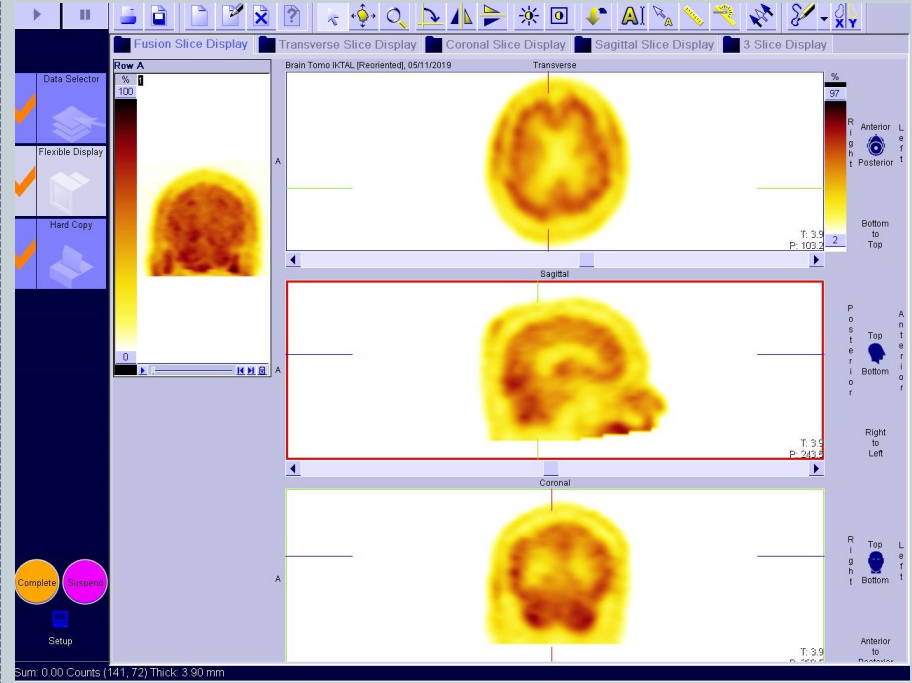 Fusion Slice Display
Transverse Slice Display
Coronal Slice Display
Sagittal Slice Display
3 Slice Display
Data Selector
Flexible Display
Hard Copy
Complete
Suspend
Setup
Row A
%
1
100
0
Brain Tomo IKTAL [Reoriented], 05/11/2019
Transverse
A
T: 3.9
P: 103.2
%
97
2
Right
Anterior
Posterior
Left
Bottom
to
Top
Sagittal
A
T: 3.9
P: 243.5
Posterior
Top
Bottom
Anterior
Right
to
Left
Coronal
A
T: 3.9
Right
Top
Bottom
Left
Anterior
to
Sum: 0.00 Counts (141, 72) Thick: 3.90 mm